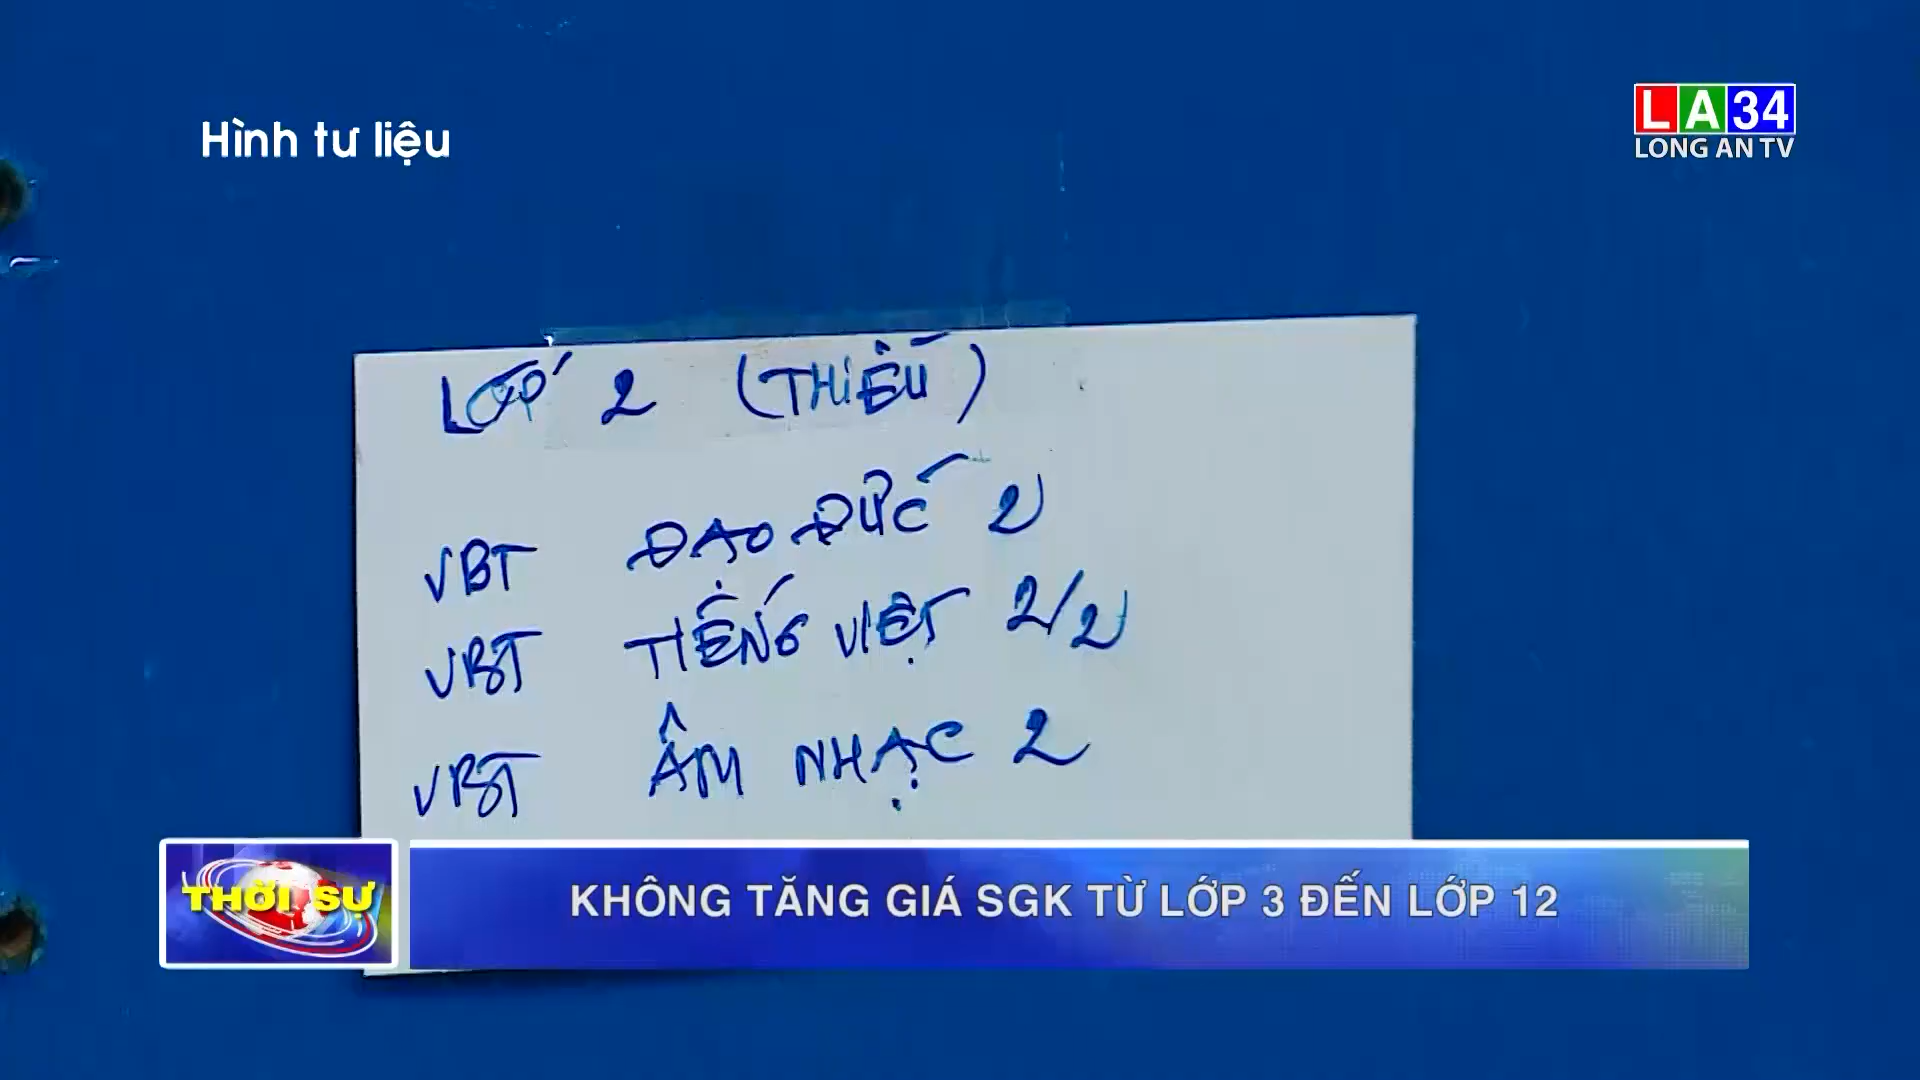 Hình tư liệu
LA34
LONG AN TV
LỚP 2 (THIẾU)
VBT ĐẠO ĐỨC 2
VBT TIẾNG VIỆT 2/2
VBT ÂM NHẠC 2
THỜI SỰ
KHÔNG TĂNG GIÁ SGK TỪ LỚP 3 ĐẾN LỚP 12